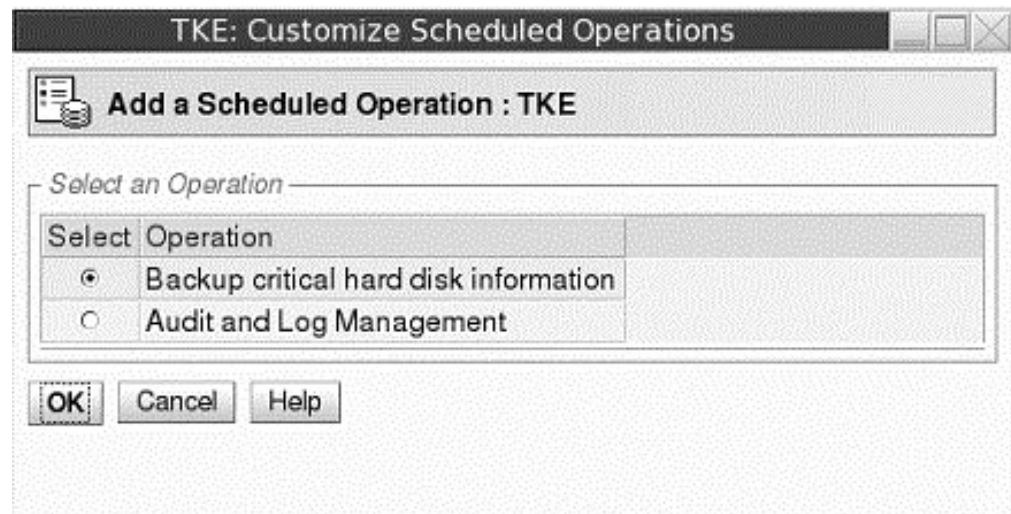 TKE: Customize Scheduled Operations
Add a Scheduled Operation : TKE
Select an Operation
Select Operation
Backup critical hard disk information
Audit and Log Management
OK Cancel Help